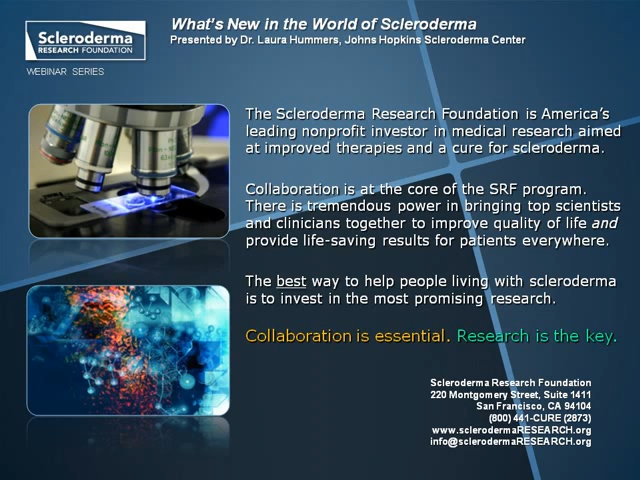 Scleroderma
RESEARCH FOUNDATION
WEBINAR SERIES
What's New in the World of Scleroderma
Presented by Dr. Laura Hummers, Johns Hopkins Scleroderma Center
The Scleroderma Research Foundation is America's
leading nonprofit investor in medical research aimed
at improved therapies and a cure for scleroderma.
Collaboration is at the core of the SRF program.
There is tremendous power in bringing top scientists
and clinicians together to improve quality of life and
provide life-saving results for patients everywhere.
The best way to help people living with scleroderma
is to invest in the most promising research.
Collaboration is essential. Research is the key.
Scleroderma Research Foundation
220 Montgomery Street, Suite 1411
San Francisco, CA 94104
(800) 441-CURE (2873)
www.sclerodermaRESEARCH.org
info@sclerodermaRESEARCH.org